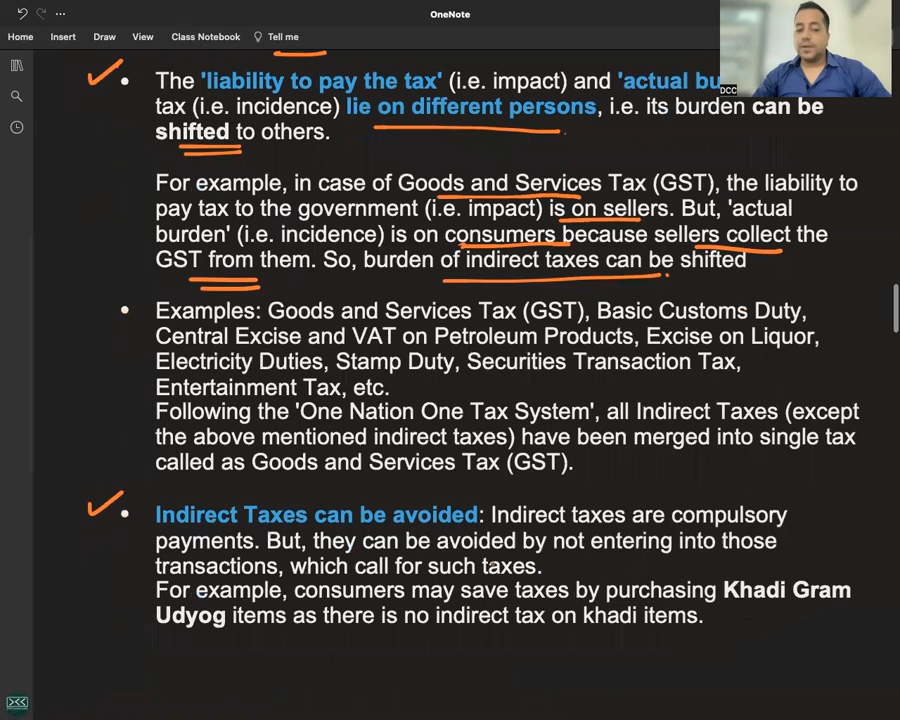 OneNote
Home Insert Draw View Class Notebook Tell me
DCC
• The 'liability to pay the tax' (i.e. impact) and 'actual
tax (i.e. incidence) lie on different persons, i.e. its burden can be
shifted to others.
For example, in case of Goods and Services Tax (GST), the liability to
pay tax to the government (i.e. impact) is on sellers. But, 'actual
burden' (i.e. incidence) is on consumers because sellers collect the
GST from them. So, burden of indirect taxes can be shifted
• Examples: Goods and Services Tax (GST), Basic Customs Duty,
Central Excise and VAT on Petroleum Products, Excise on Liquor,
Electricity Duties, Stamp Duty, Securities Transaction Tax,
Entertainment Tax, etc.
Following the 'One Nation One Tax System', all Indirect Taxes (except
the above mentioned indirect taxes) have been merged into single tax
called as Goods and Services Tax (GST).
• Indirect Taxes can be avoided: Indirect taxes are compulsory
payments. But, they can be avoided by not entering into those
transactions, which call for such taxes.
For example, consumers may save taxes by purchasing Khadi Gram
Udyog items as there is no indirect tax on khadi items.